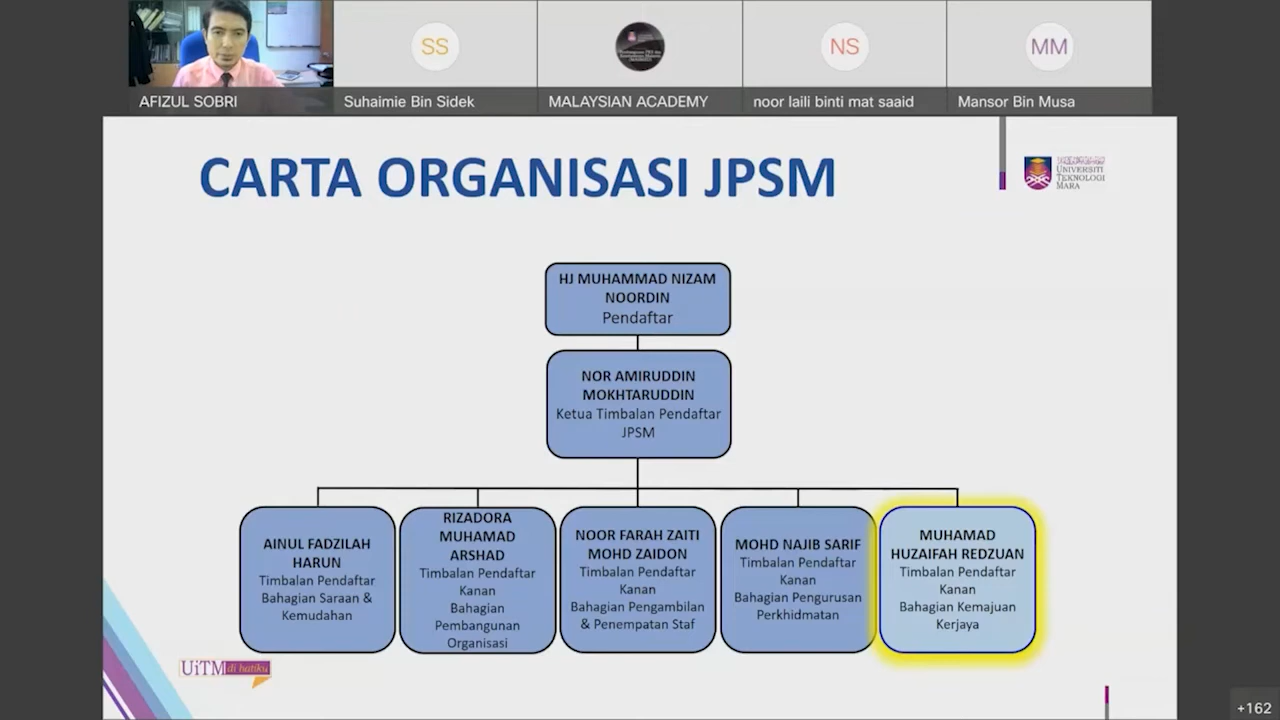 SS
NS
MM
AFIZUL SOBRI
Suhaimie Bin Sidek
MALAYSIAN ACADEMY
noor laili binti mat saaid
Mansor Bin Musa
CARTA ORGANISASI JPSM
UNIVERSITI
TEKNOLOGI
MARA
HJ MUHAMMAD NIZAM
NOORDIN
Pendaftar
NOR AMIRUDDIN
MOKHTARUDDIN
Ketua Timbalan Pendaftar
JPSM
AINUL FADZILAH
HARUN
Timbalan Pendaftar
Bahagian Saraan &
Kemudahan
RIZADORA
MUHAMAD
ARSHAD
Timbalan Pendaftar
Kanan
Bahagian
Pembangunan
Organisasi
NOOR FARAH ZAITI
MOHD ZAIDON
Timbalan Pendaftar
Kanan
Bahagian Pengambilan
& Penempatan Staf
MOHD NAJIB SARIF
Timbalan Pendaftar
Kanan
Bahagian Pengurusan
Perkhidmatan
MUHAMAD
HUZAIFAH REDZUAN
Timbalan Pendaftar
Kanan
Bahagian Kemajuan
Kerjaya
UiTM di hatiku
+162